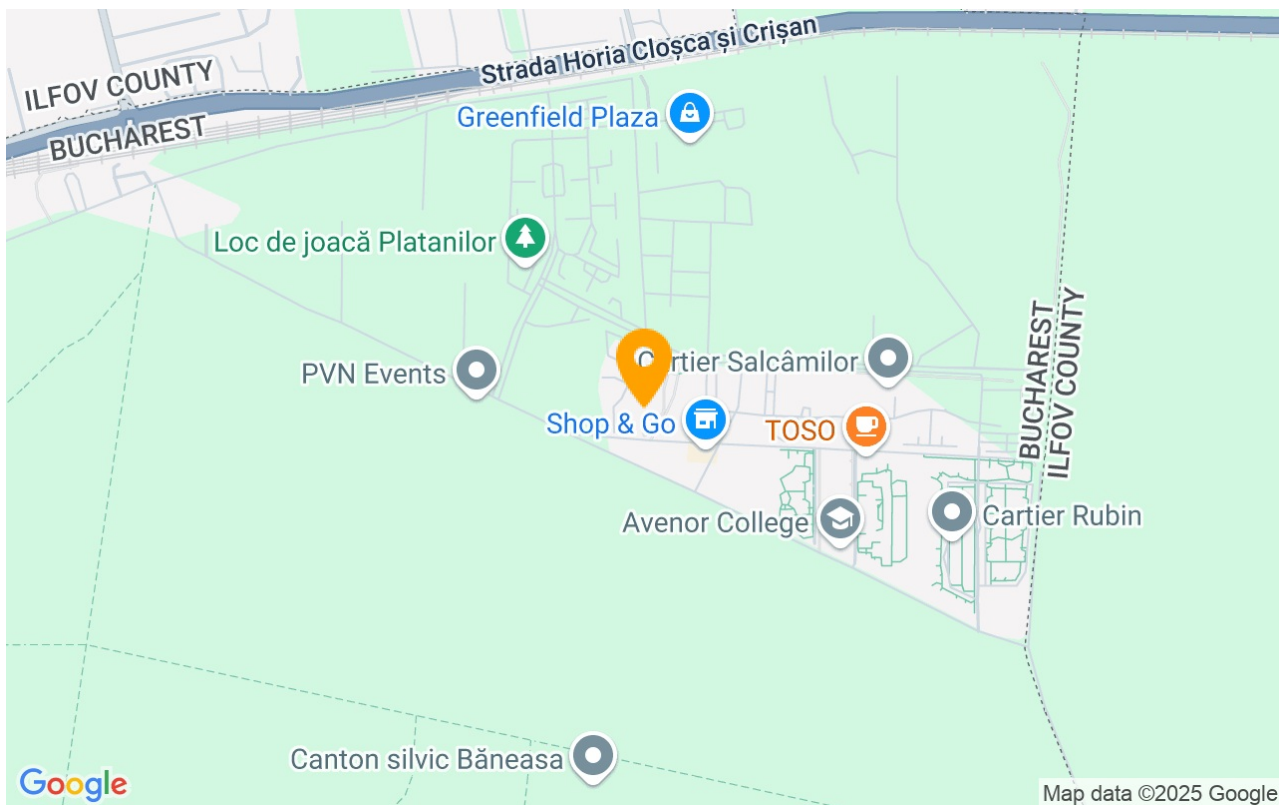 Strada Horia Cloșca și Crișan
ILFOV COUNTY
BUCHAREST
Greenfield Plaza
Loc de joacă Platanilor
BUCHAREST
ILFOV COUNTY
PVN Events
rtier Salcâmilor
Shop & Go
TOSO
Avenor College
Cartier Rubin
Canton silvic Băneasa
Google
Map data ©2025 Google